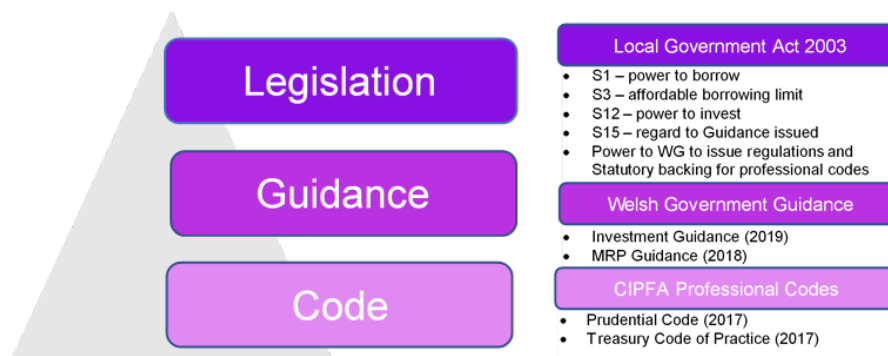 Legislation
Guidance
Code
Local Government Act 2003
• S1 – power to borrow
• S3 – affordable borrowing limit
• S12 – power to invest
• S15 – regard to Guidance issued
• Power to WG to issue regulations and
Statutory backing for professional codes
Welsh Government Guidance
• Investment Guidance (2019)
• MRP Guidance (2018)
CIPFA Professional Codes
• Prudential Code (2017)
• Treasury Code of Practice (2017)